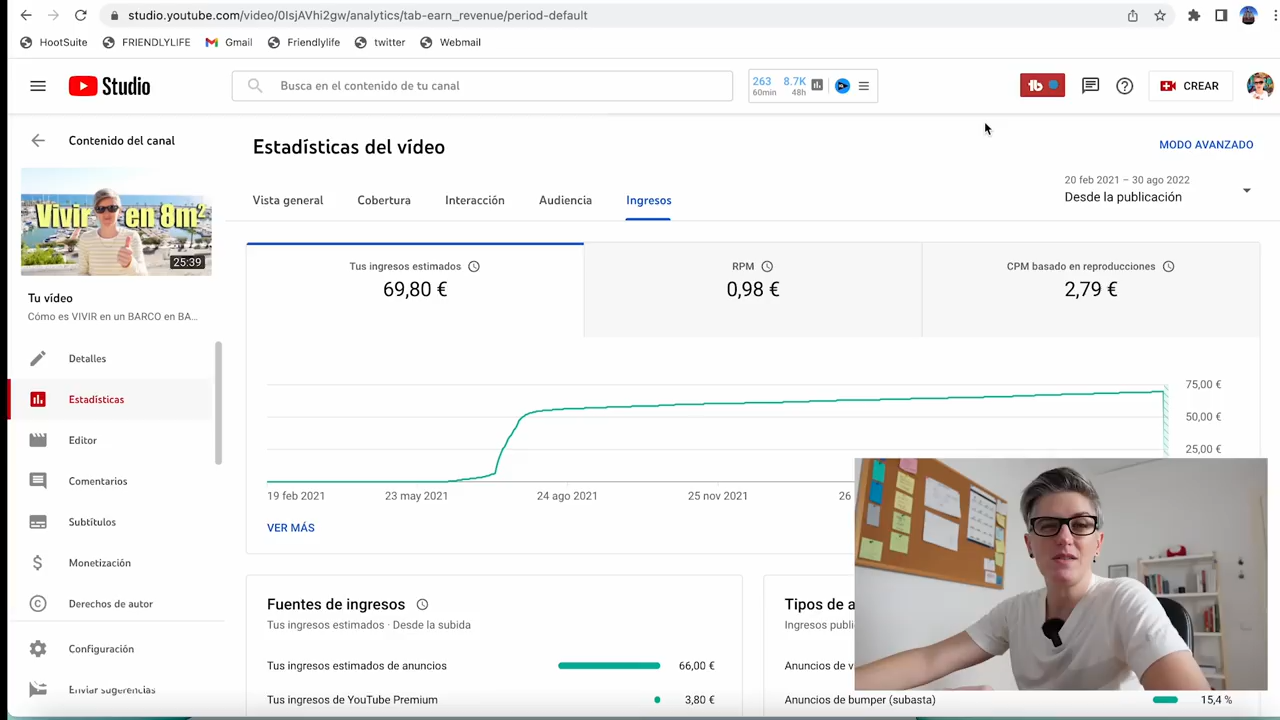 studio.youtube.com/video/0IsjAVhi2gw/analytics/tab-earn_revenue/period-default
HootSuite FRIENDLYLIFE Gmail Friendlylife twitter Webmail
Studio
Busca en el contenido de tu canal
263 8.7K
60min 48h
tb
CREAR
Contenido del canal
Vivir en 8m²
25:39
Tu vídeo
Cómo es VIVIR en un BARCO en BA...
Detalles
Estadísticas
Editor
Comentarios
Subtítulos
Monetización
Derechos de autor
Configuración
Enviar sugerencias
Estadísticas del vídeo
MODO AVANZADO
Vista general Cobertura Interacción Audiencia Ingresos
20 feb 2021 – 30 ago 2022
Desde la publicación
Tus ingresos estimados
69,80 €
RPM
0,98 €
CPM basado en reproducciones
2,79 €
75,00 €
50,00 €
25,00 €
19 feb 2021 23 may 2021 24 ago 2021 25 nov 2021 26
VER MÁS
Fuentes de ingresos
Tus ingresos estimados · Desde la subida
Tus ingresos estimados de anuncios 66,00 €
Tus ingresos de YouTube Premium 3,80 €
Tipos de a
Ingresos publi
Anuncios de v
Anuncios de bumper (subasta) 15,4 %